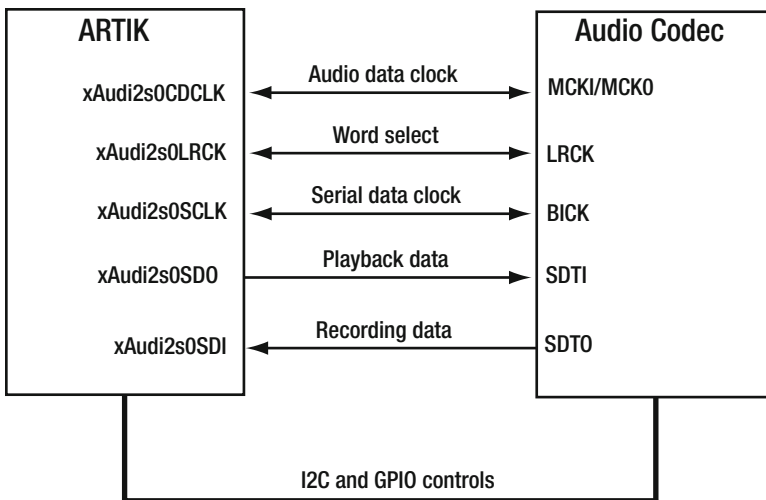 ARTIK
Audio Codec
xAudi2s0CDCLK
Audio data clock
MCKI/MCKO
xAudi2s0LRCK
Word select
LRCK
xAudi2s0SCLK
Serial data clock
BICK
xAudi2s0SDO
Playback data
SDTI
xAudi2s0SDI
Recording data
SDTO
I2C and GPIO controls